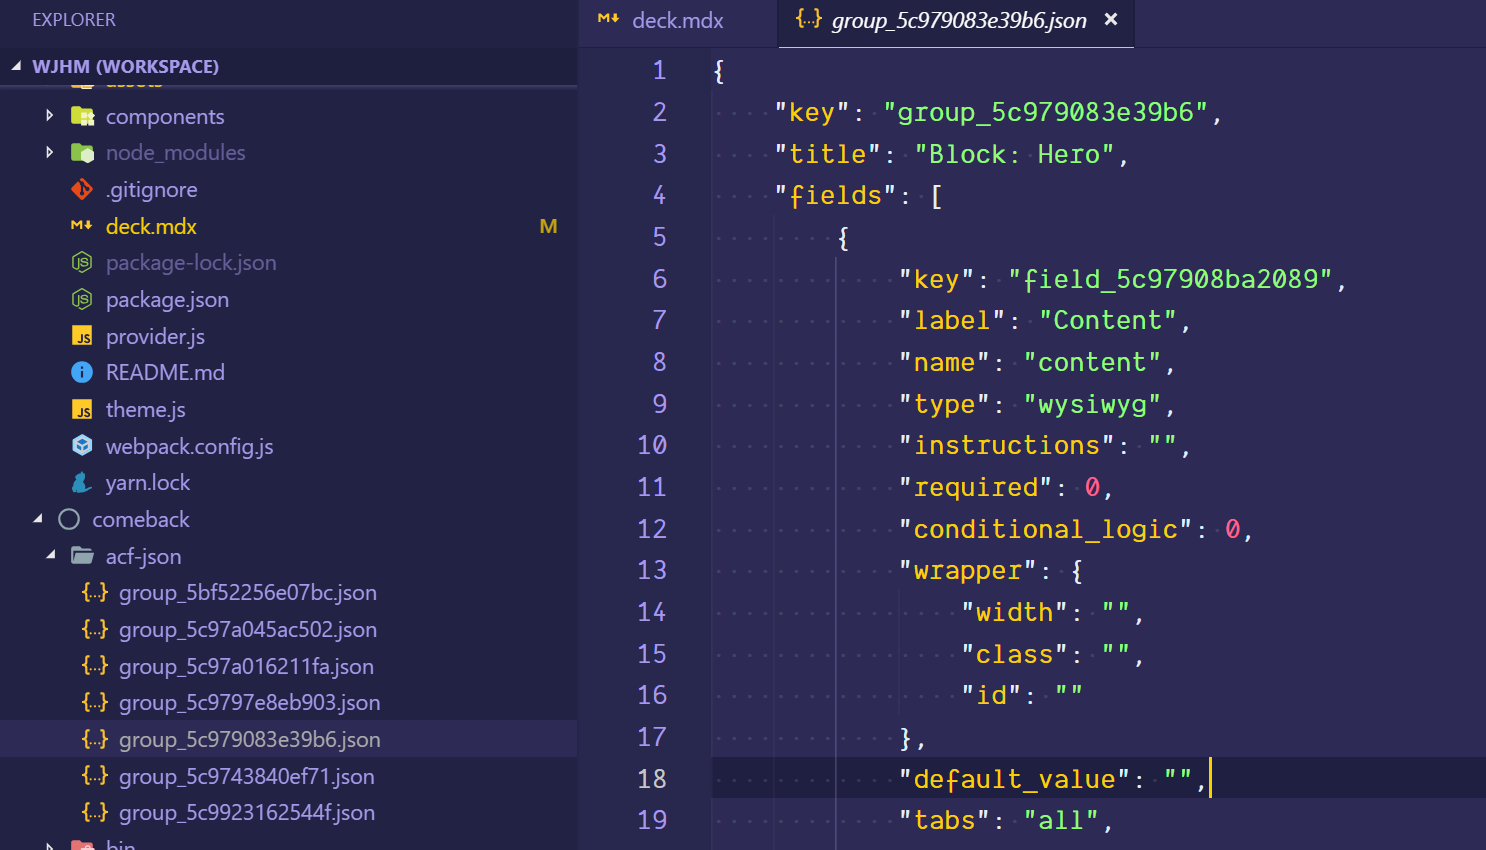 EXPLORER
WJHM (WORKSPACE)
assets
components
node_modules
.gitignore
deck.mdx M
package-lock.json
package.json
provider.js
README.md
theme.js
webpack.config.js
yarn.lock
comeback
acf-json
group_5bf52256e07bc.json
group_5c97a045ac502.json
group_5c97a016211fa.json
group_5c9797e8eb903.json
group_5c979083e39b6.json
group_5c9743840ef71.json
group_5c9923162544f.json
bin
deck.mdx
group_5c979083e39b6.json ×
1 {
2 "key": "group_5c979083e39b6",
3 "title": "Block: Hero",
4 "fields": [
5 {
6 "key": "field_5c97908ba2089",
7 "label": "Content",
8 "name": "content",
9 "type": "wysiwyg",
10 "instructions": "",
11 "required": 0,
12 "conditional_logic": 0,
13 "wrapper": {
14 "width": "",
15 "class": "",
16 "id": ""
17 },
18 "default_value": "",
19 "tabs": "all",